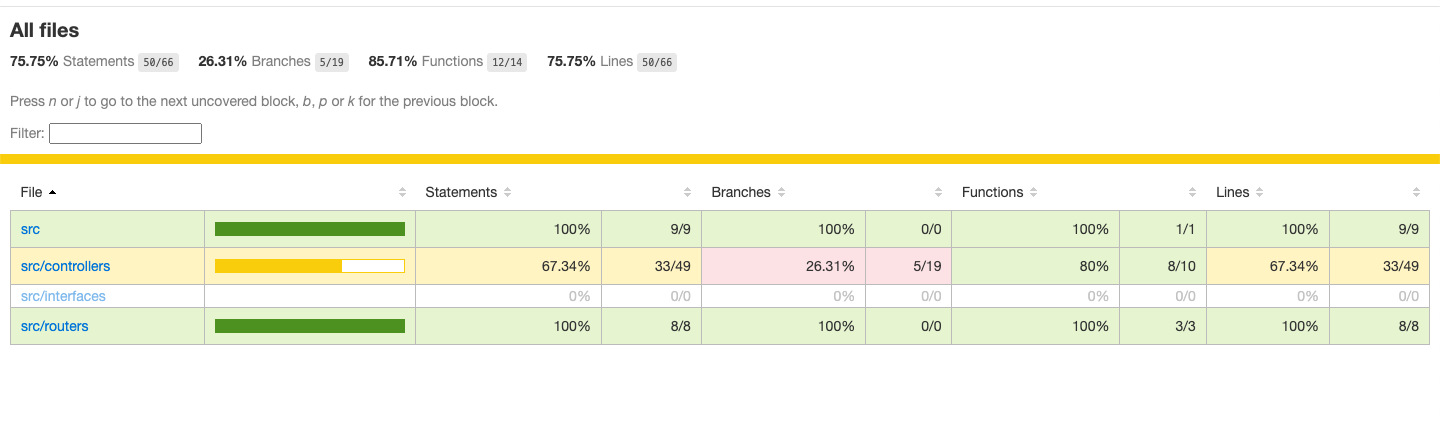 All files
75.75% Statements 50/66 26.31% Branches 5/19 85.71% Functions 12/14 75.75% Lines 50/66
Press n or j to go to the next uncovered block, b, p or k for the previous block.
Filter:
File Statements Branches Functions Lines
src 100% 9/9 100% 0/0 100% 1/1 100% 9/9
src/controllers 67.34% 33/49 26.31% 5/19 80% 8/10 67.34% 33/49
src/interfaces 0% 0/0 0% 0/0 0% 0/0 0% 0/0
src/routers 100% 8/8 100% 0/0 100% 3/3 100% 8/8